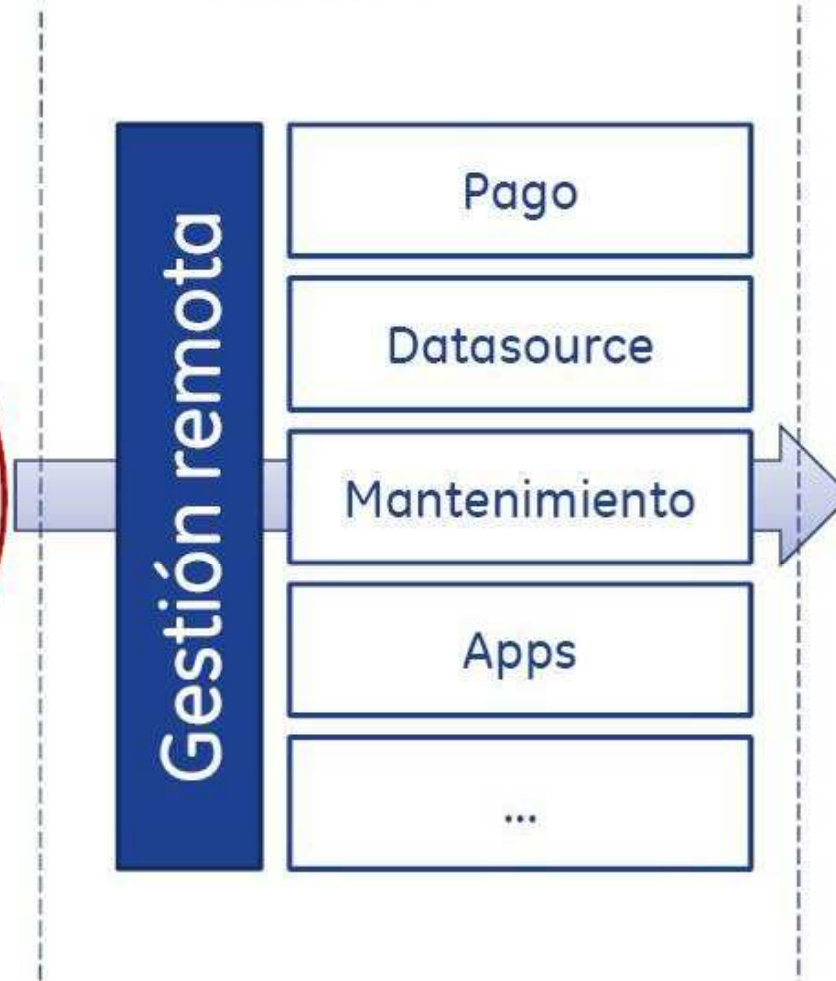 Gestión remota
Pago
Datasource
Mantenimiento
Apps
...